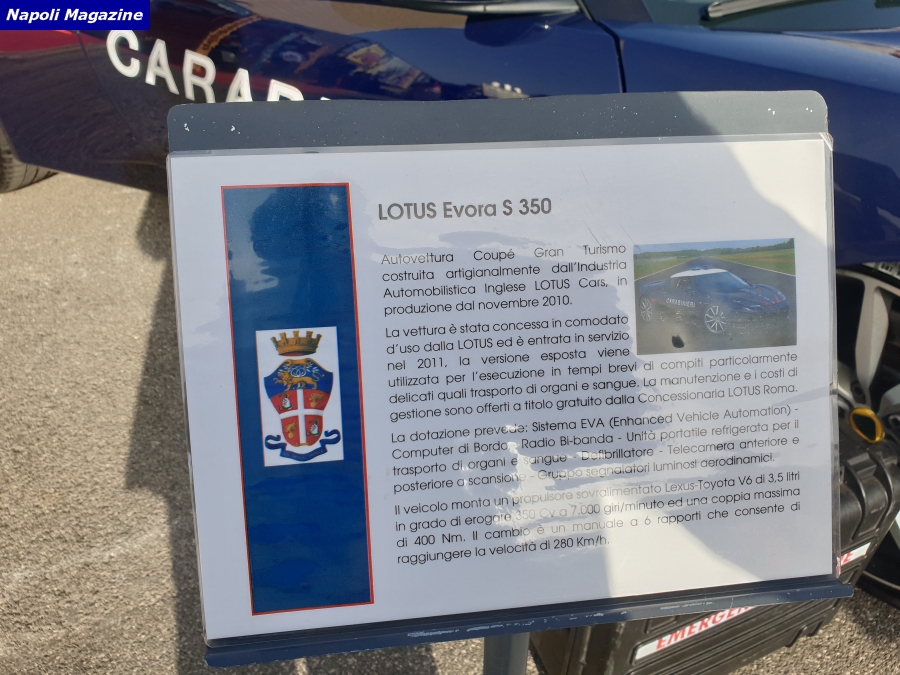 Napoli Magazine
CARAB
LOTUS Evora S 350
Autovettura Coupé Gran Turismo
costruita artigianalmente dall'Industria
Automobilistica Inglese LOTUS Cars, in
produzione dal novembre 2010.
La vettura è stata concessa in comodato
d'uso dalla LOTUS ed è entrata in servizio
nel 2011, la versione esposta viene
utilizzata per l'esecuzione in tempi brevi di compiti particolarmente
delicati quali trasporto di organi e sangue. La manutenzione e i costi di
gestione sono offerti a titolo gratuito dalla Concessionaria LOTUS Roma.
La dotazione prevede: Sistema EVA (Enhanced Vehicle Automation) -
Computer di Bordo - Radio Bi-banda - Unità portatile refrigerata per il
trasporto di organi e sangue - Defibrillatore - Telecamera anteriore e
posteriore a scansione - Gruppo segnalatori luminosi aerodinamici.
Il veicolo monta un propulsore sovralimentato Lexus-Toyota V6 di 3,5 litri
in grado di erogare 350 Cv a 7.000 giri/minuto ed una coppia massima
di 400 Nm. Il cambio è un manuale a 6 rapporti che consente di
raggiungere la velocità di 280 Km/h.
CARABINIERI
EMERGEN